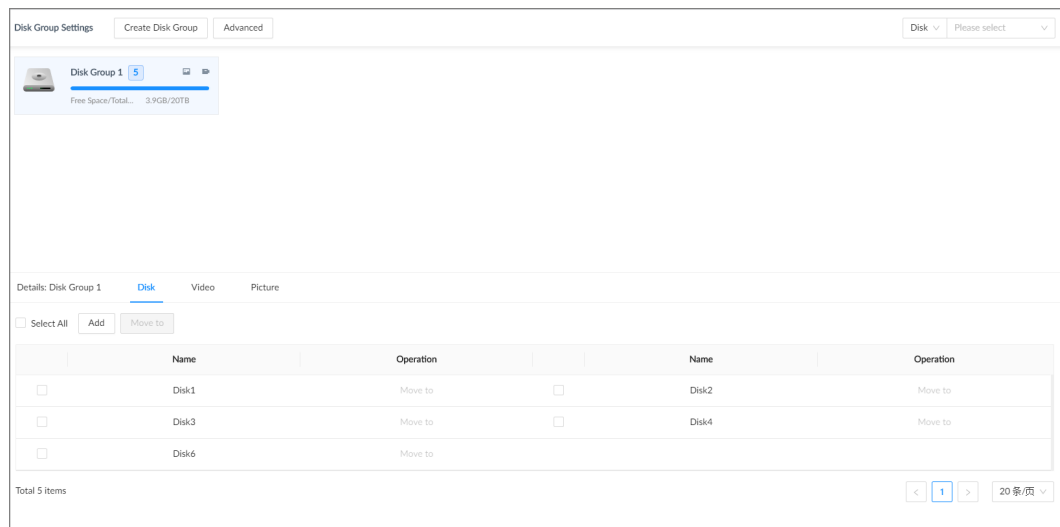 Disk Group Settings Create Disk Group Advanced Disk Please select
Disk Group 1 5
Free Space/Total... 3.9GB/20TB
Details: Disk Group 1 Disk Video Picture
Select All Add Move to
Name Operation Name Operation
Disk1 Move to Disk2 Move to
Disk3 Move to Disk4 Move to
Disk6 Move to
Total 5 items < 1 > 20 条/页